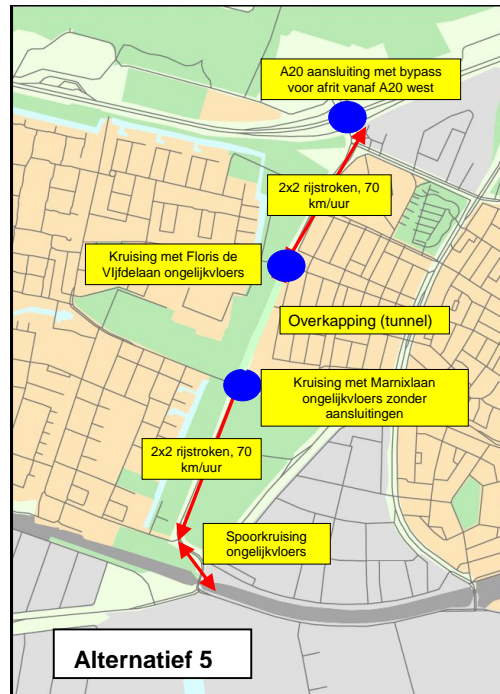 A20 aansluiting met bypass
voor afrit vanaf A20 west
2x2 rijstroken, 70
km/uur
Kruising met Floris de
VIjfdelaan ongelijkvloers
Overkapping (tunnel)
Kruising met Marnixlaan
ongelijkvloers zonder
aansluitingen
2x2 rijstroken, 70
km/uur
Spoorkruising
ongelijkvloers
Alternatief 5